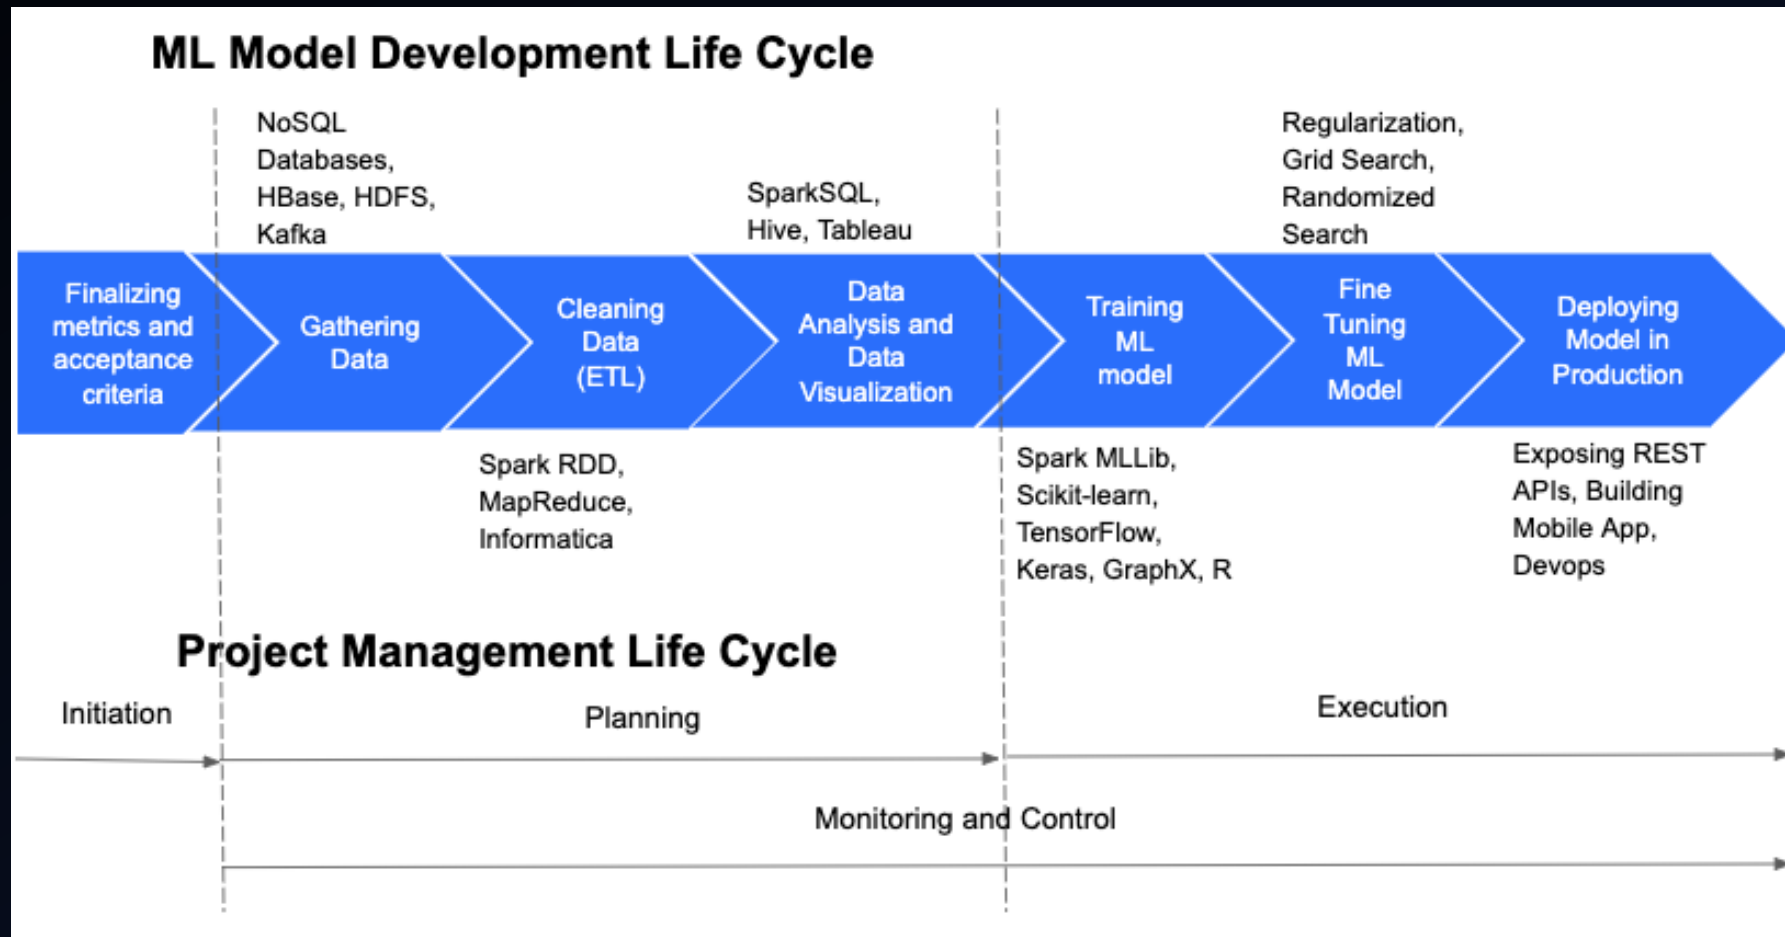 ML Model Development Life Cycle
NoSQL
Databases,
HBase, HDFS,
Kafka
SparkSQL,
Hive, Tableau
Regularization,
Grid Search,
Randomized
Search
Finalizing
metrics and
acceptance
criteria
Gathering
Data
Cleaning
Data
(ETL)
Data
Analysis and
Data
Visualization
Training
ML
model
Fine
Tuning
ML
Model
Deploying
Model in
Production
Spark RDD,
MapReduce,
Informatica
Spark MLLib,
Scikit-learn,
TensorFlow,
Keras, GraphX, R
Exposing REST
APIs, Building
Mobile App,
Devops
Project Management Life Cycle
Initiation
Planning
Execution
Monitoring and Control